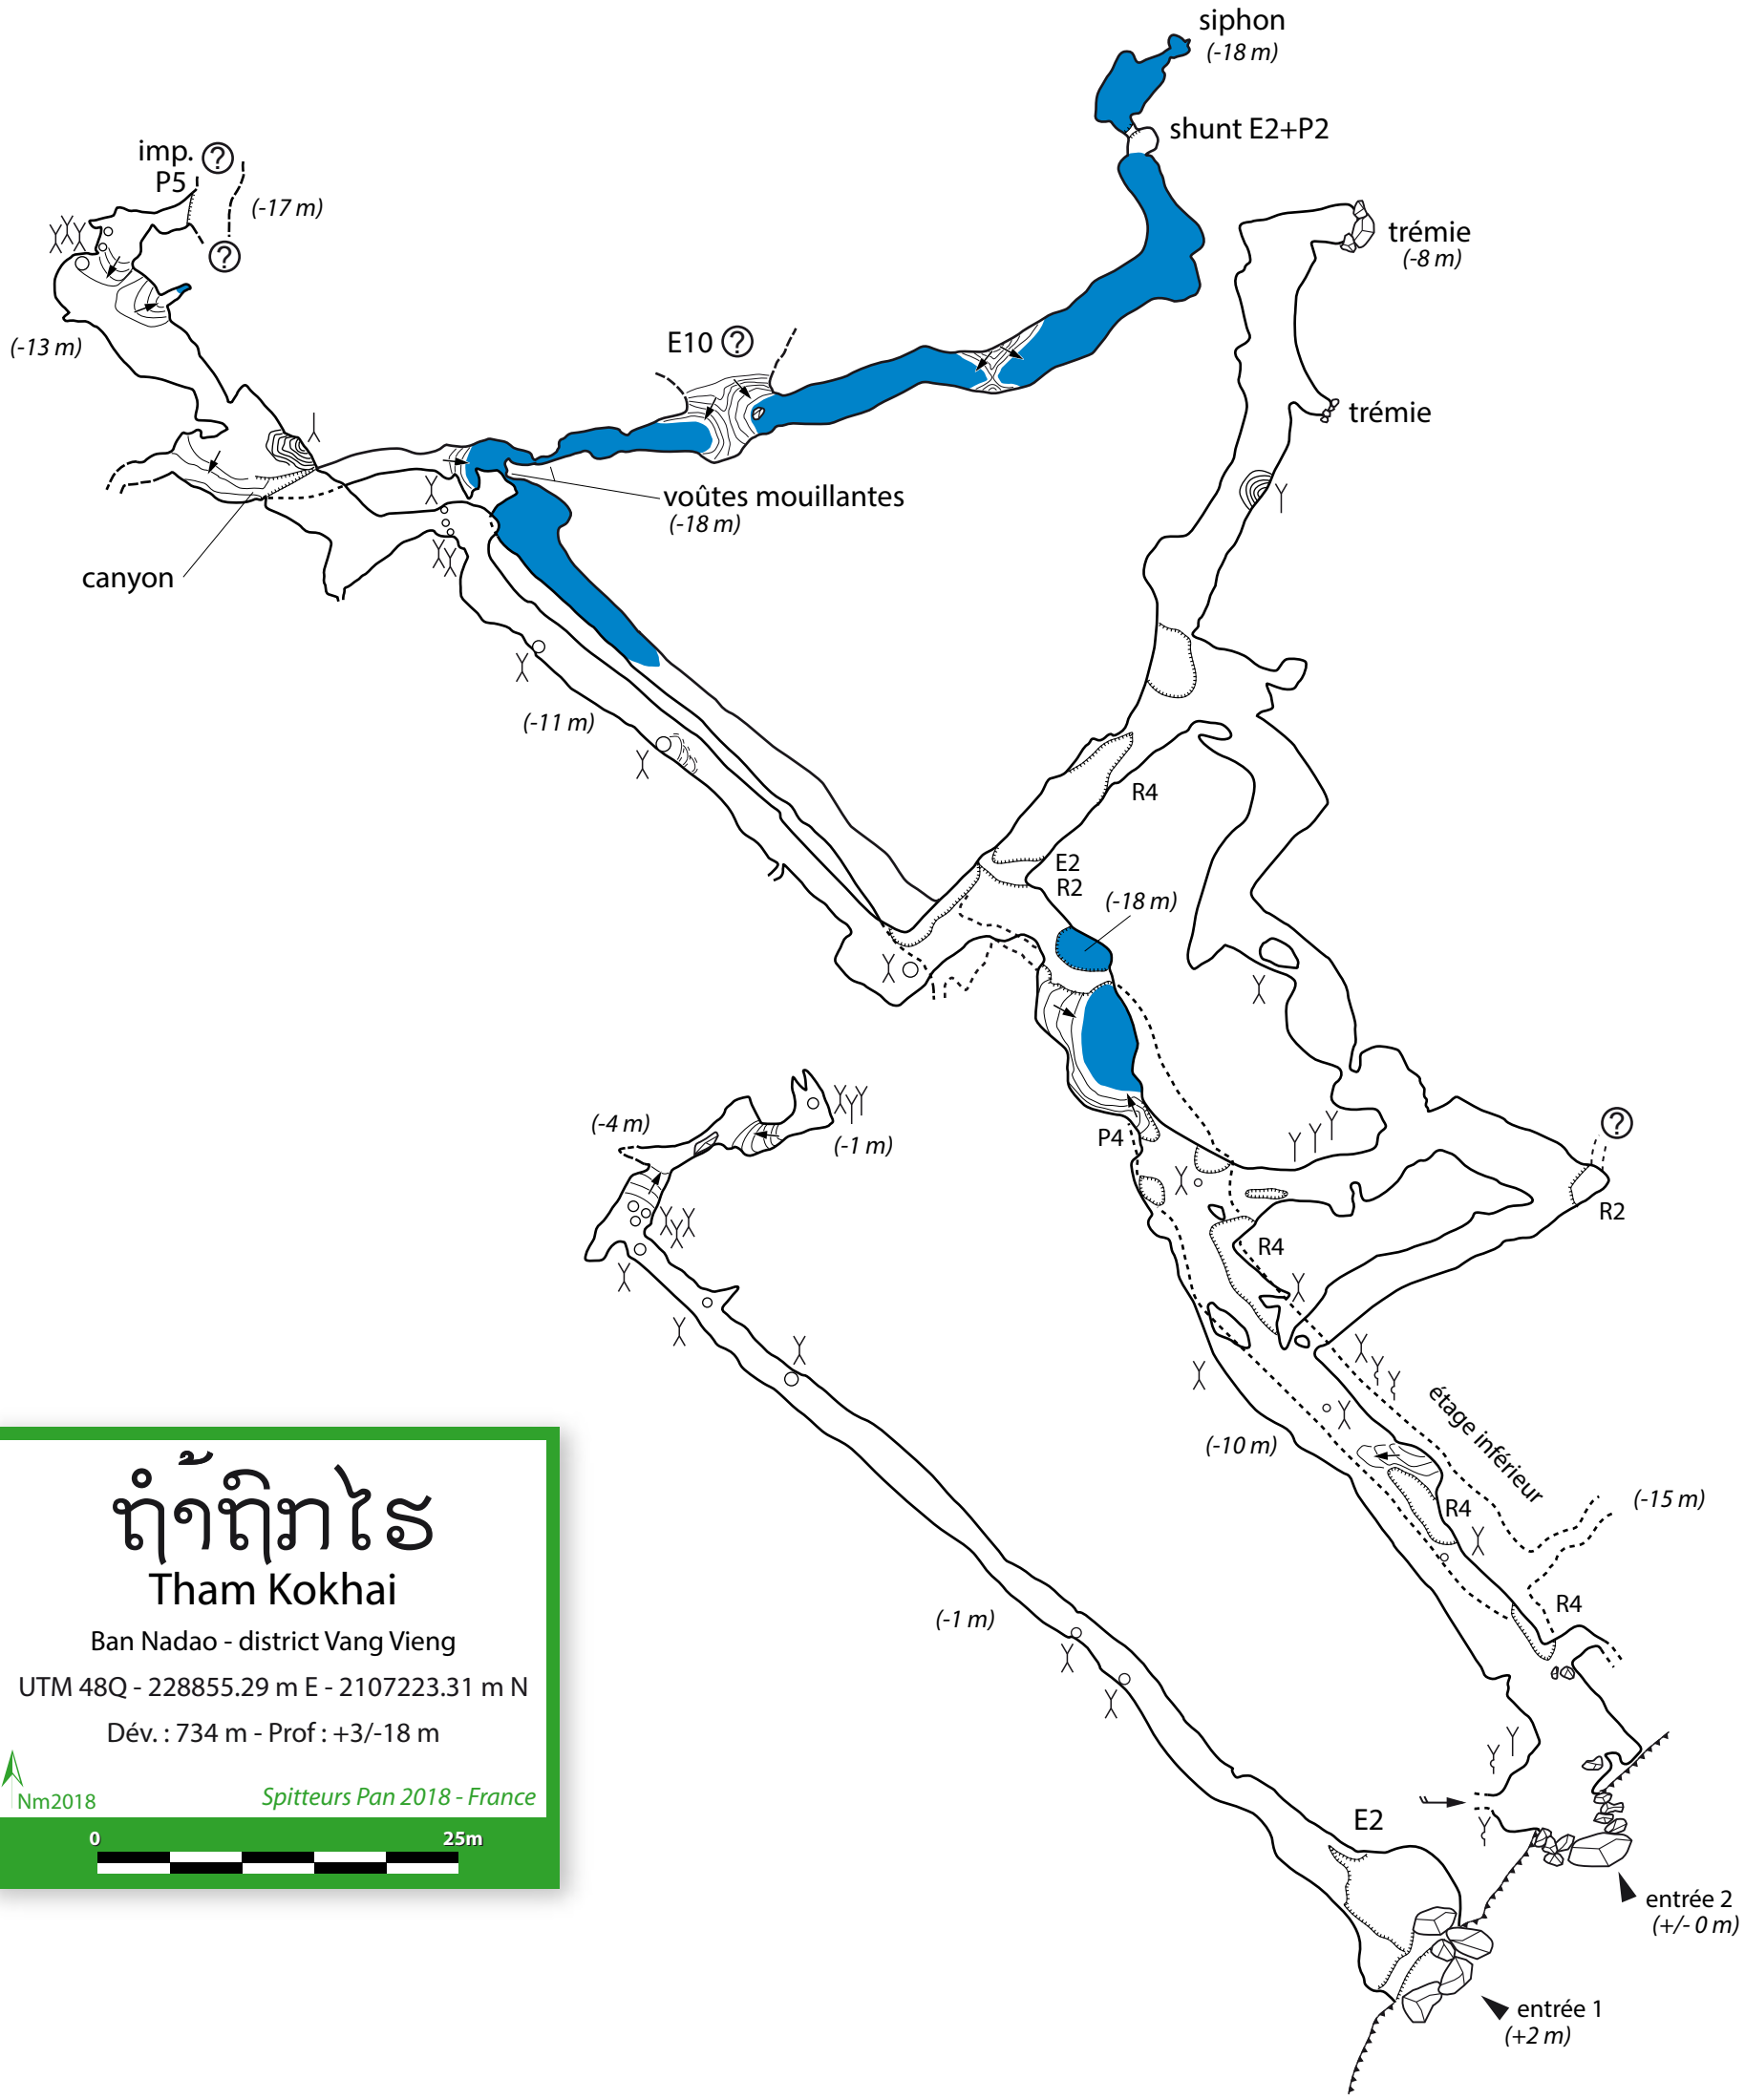 siphon
(-18 m)
shunt E2+P2
imp. ?
P5
(-17 m)
?
trémie
(-8 m)
(-13 m)
E10 ?
trémie
voûtes mouillantes
(-18 m)
canyon
(-11 m)
R4
E2
R2
(-18 m)
(-4 m)
(-1 m)
P4
?
R2
R4
étage inférieur
(-10 m)
R4
(-15 m)
R4
(-1 m)
E2
entrée 2
(+/- 0 m)
entrée 1
(+2 m)
ຖ້ຳຖົກໄຮ
Tham Kokhai
Ban Nadao - district Vang Vieng
UTM 48Q - 228855.29 m E - 2107223.31 m N
Dév. : 734 m - Prof : +3/-18 m
Nm2018
Spitteurs Pan 2018 - France
0 25m